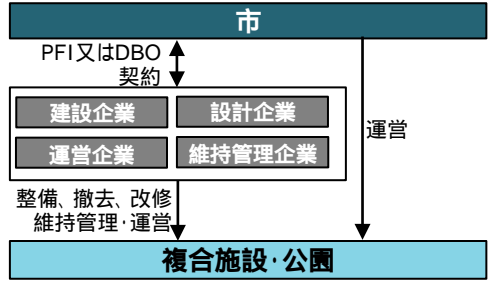 市
PFI又はDBO
契約
建設企業
設計企業
運営企業
維持管理企業
運営
整備、撤去、改修
維持管理･運営
複合施設･公園